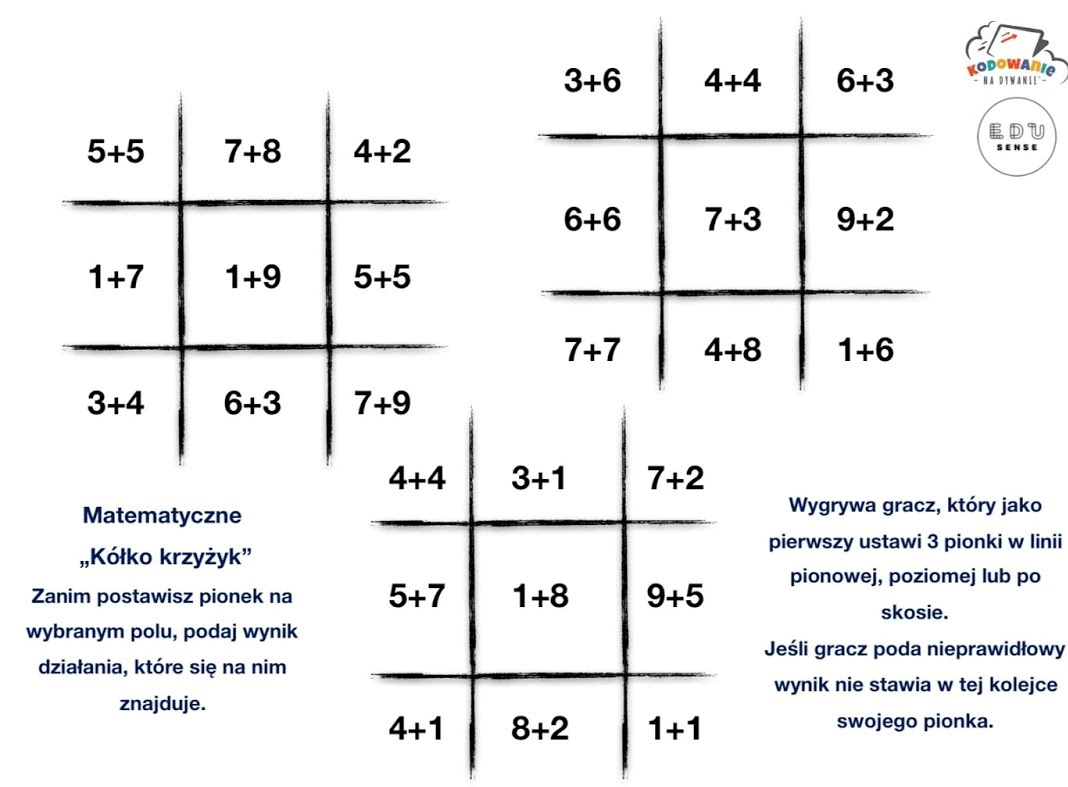 3+6 4+4 6+3
6+6 7+3 9+2
7+7 4+8 1+6
KODOWANIE
- NA DYWANIE -
EDU
SENSE
5+5 7+8 4+2
1+7 1+9 5+5
3+4 6+3 7+9
4+4 3+1 7+2
5+7 1+8 9+5
4+1 8+2 1+1
Matematyczne
„Kółko krzyżyk”
Zanim postawisz pionek na
wybranym polu, podaj wynik
działania, które się na nim
znajduje.
Wygrywa gracz, który jako
pierwszy ustawi 3 pionki w linii
pionowej, poziomej lub po
skosie.
Jeśli gracz poda nieprawidłowy
wynik nie stawia w tej kolejce
swojego pionka.